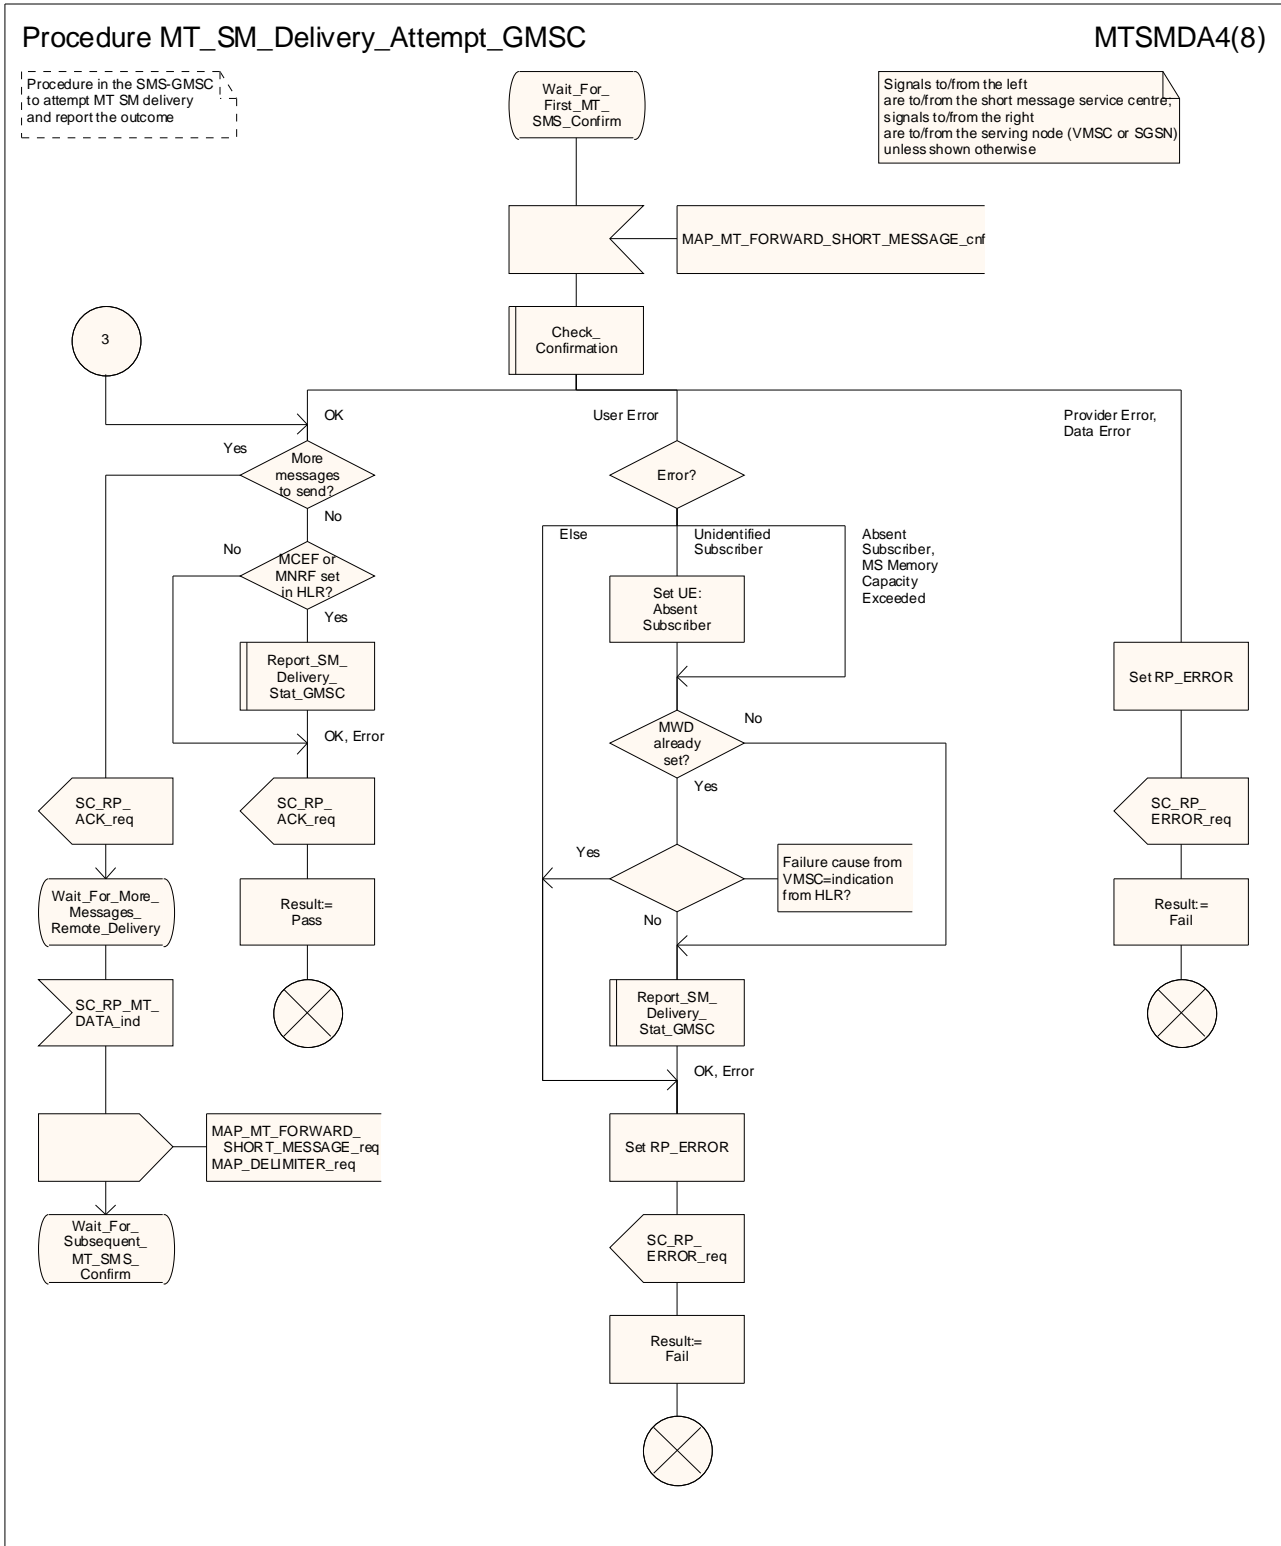 Procedure MT_SM_Delivery_Attempt_GMSC
MTSMDA4(8)
Procedure in the SMS-GMSC
to attempt MT SM delivery
and report the outcome
Wait_For_
First_MT_
SMS_Confirm
Signals to/from the left
are to/from the short message service centre;
signals to/from the right
are to/from the serving node (VMSC or SGSN)
unless shown otherwise
MAP_MT_FORWARD_SHORT_MESSAGE_cnf
Check_
Confirmation
3
OK
User Error
Provider Error,
Data Error
Yes
More
messages
to send?
No
Error?
Else
Unidentified
Subscriber
Absent
Subscriber,
MS Memory
Capacity
Exceeded
No
MCEF or
MNRF set
in HLR?
Yes
Set UE:
Absent
Subscriber
Report_SM_
Delivery_
Stat_GMSC
Set RP_ERROR
OK, Error
MWD
already
set?
No
Yes
SC_RP_
ACK_req
SC_RP_
ACK_req
SC_RP_
ERROR_req
Yes
Failure cause from
VMSC=indication
from HLR?
No
Wait_For_More_
Messages_
Remote_Delivery
Result:=
Pass
Result:=
Fail
SC_RP_MT_
DATA_ind
Report_SM_
Delivery_
Stat_GMSC
OK, Error
MAP_MT_FORWARD_
SHORT_MESSAGE_req
MAP_DELIMITER_req
Set RP_ERROR
Wait_For_
Subsequent_
MT_SMS_
Confirm
SC_RP_
ERROR_req
Result:=
Fail